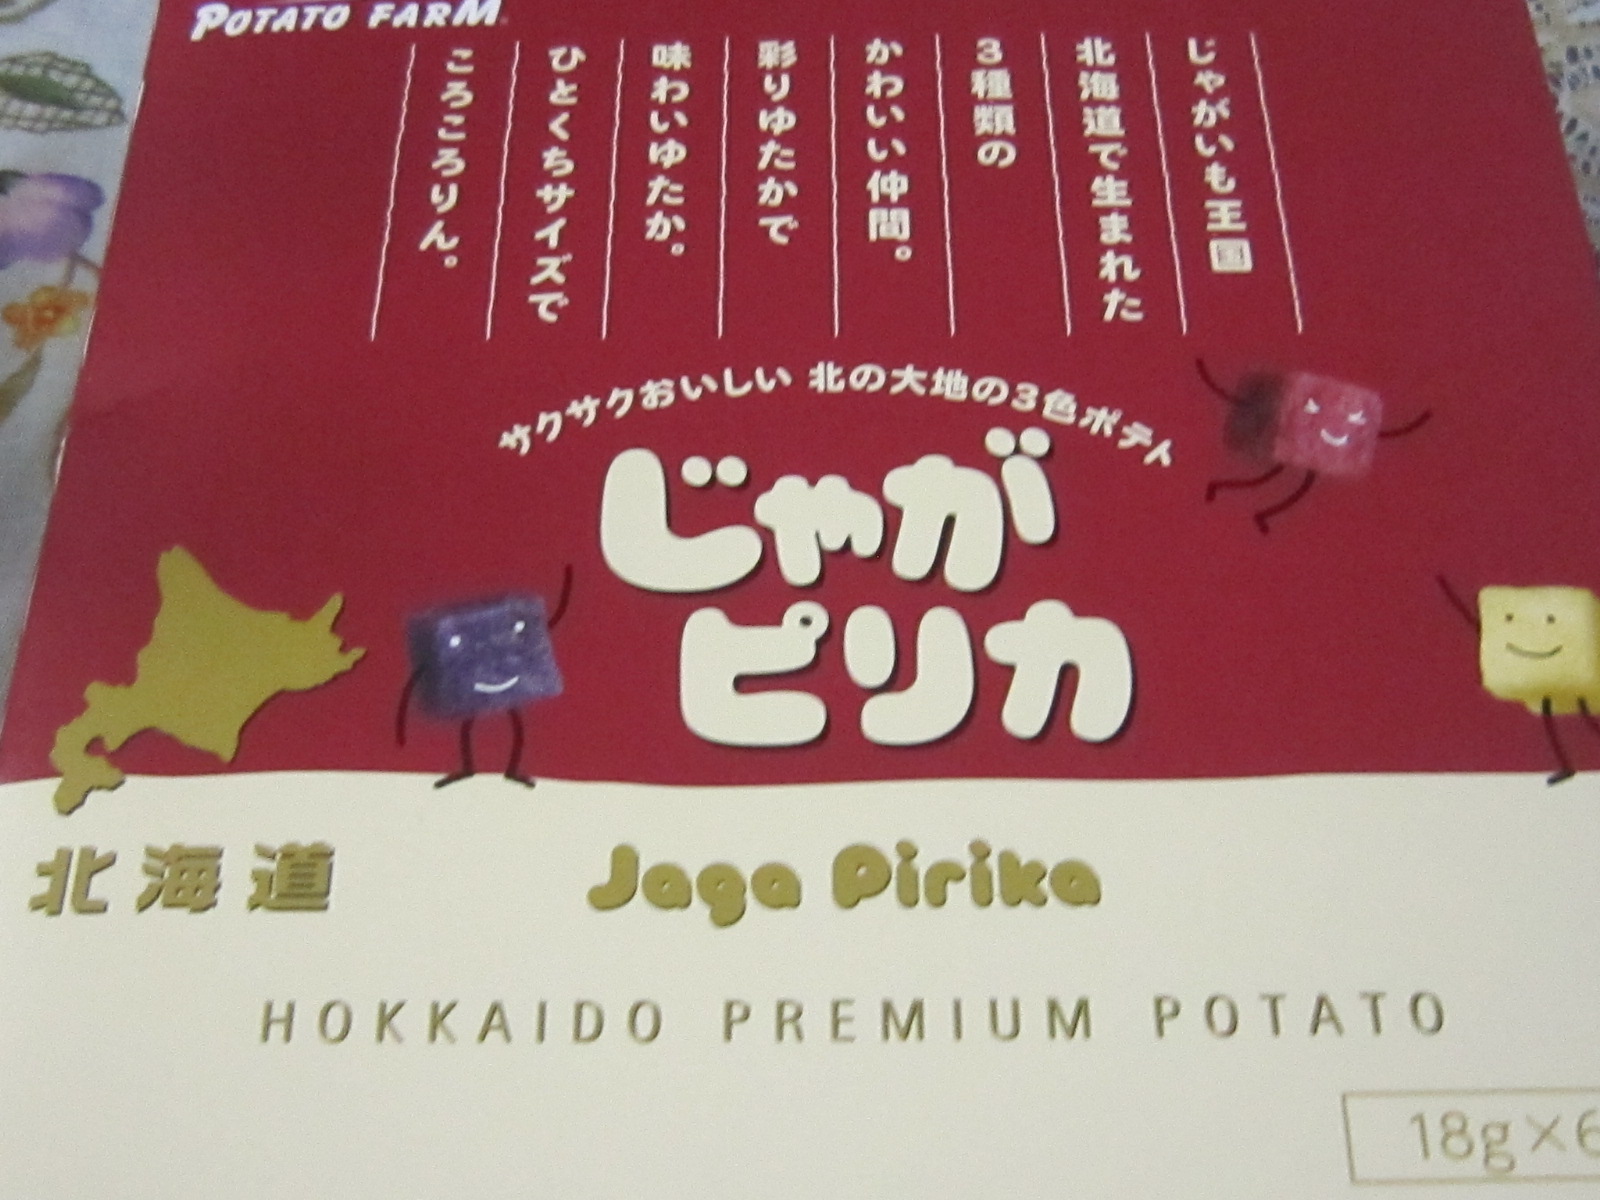 POTATO FARM
じゃがいも王国
北海道で生まれた
3種類の
かわいい仲間。
彩りゆたかで
味わいゆたか。
ひとくちサイズで
ころころりん。
サクサクおいしい 北の大地の3色ポテト
じゃが
ピリカ
北海道
Jaga Pirika
HOKKAIDO PREMIUM POTATO
18g×6